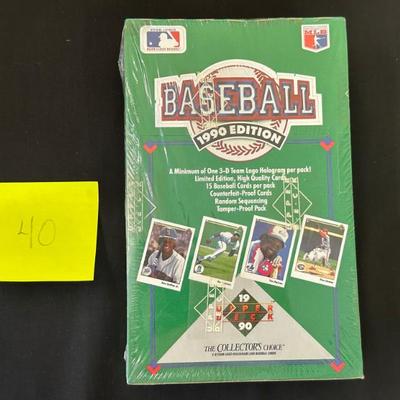 40
BASEBALL
1990 EDITION
A Minimum of One 3-D Team Logo Hologram per pack!
Limited Edition, High Quality Cards
15 Baseball Cards per pack
Counterfeit-Proof Cards
Random Sequencing
Tamper-Proof Pack
19
UPPER
DECK
90
THE COLLECTOR'S CHOICE